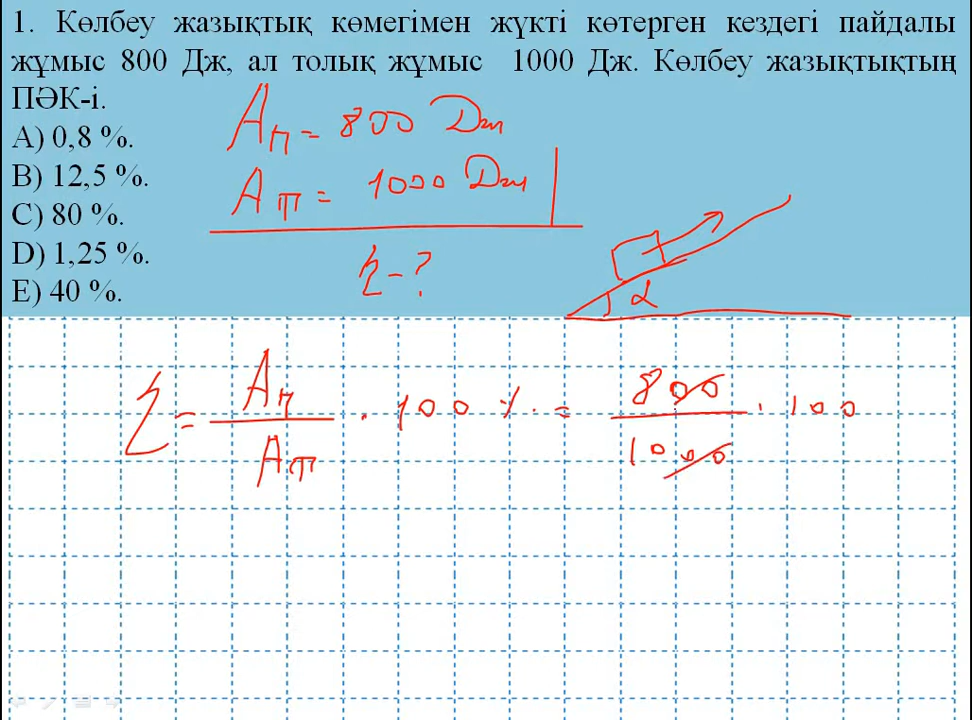 1. Көлбеу жазықтық көмегімен жүкті көтерген кездегі пайдалы
жұмыс 800 Дж, ал толық жұмыс 1000 Дж. Көлбеу жазықтықтың
ПӘК-і.
A) 0,8 %.
B) 12,5 %.
C) 80 %.
D) 1,25 %.
E) 40 %.
Aп = 800 Дж
Aт = 1000 Дж
η - ?
α
η = Aп / Aт · 100 % = 800 / 1000 · 100